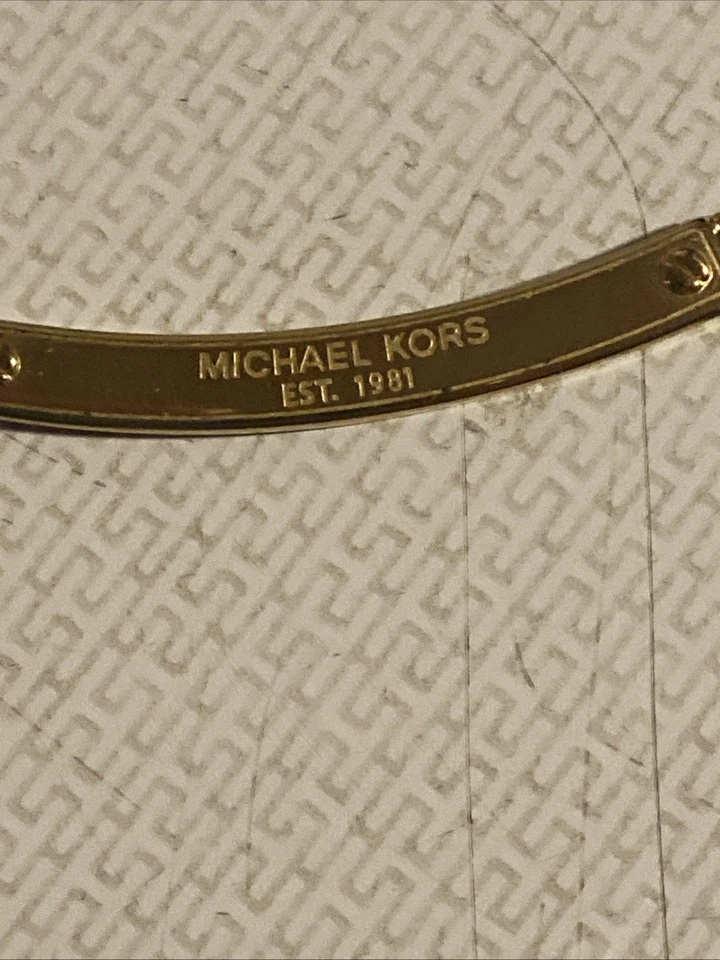 MICHAEL KORS
EST. 1981